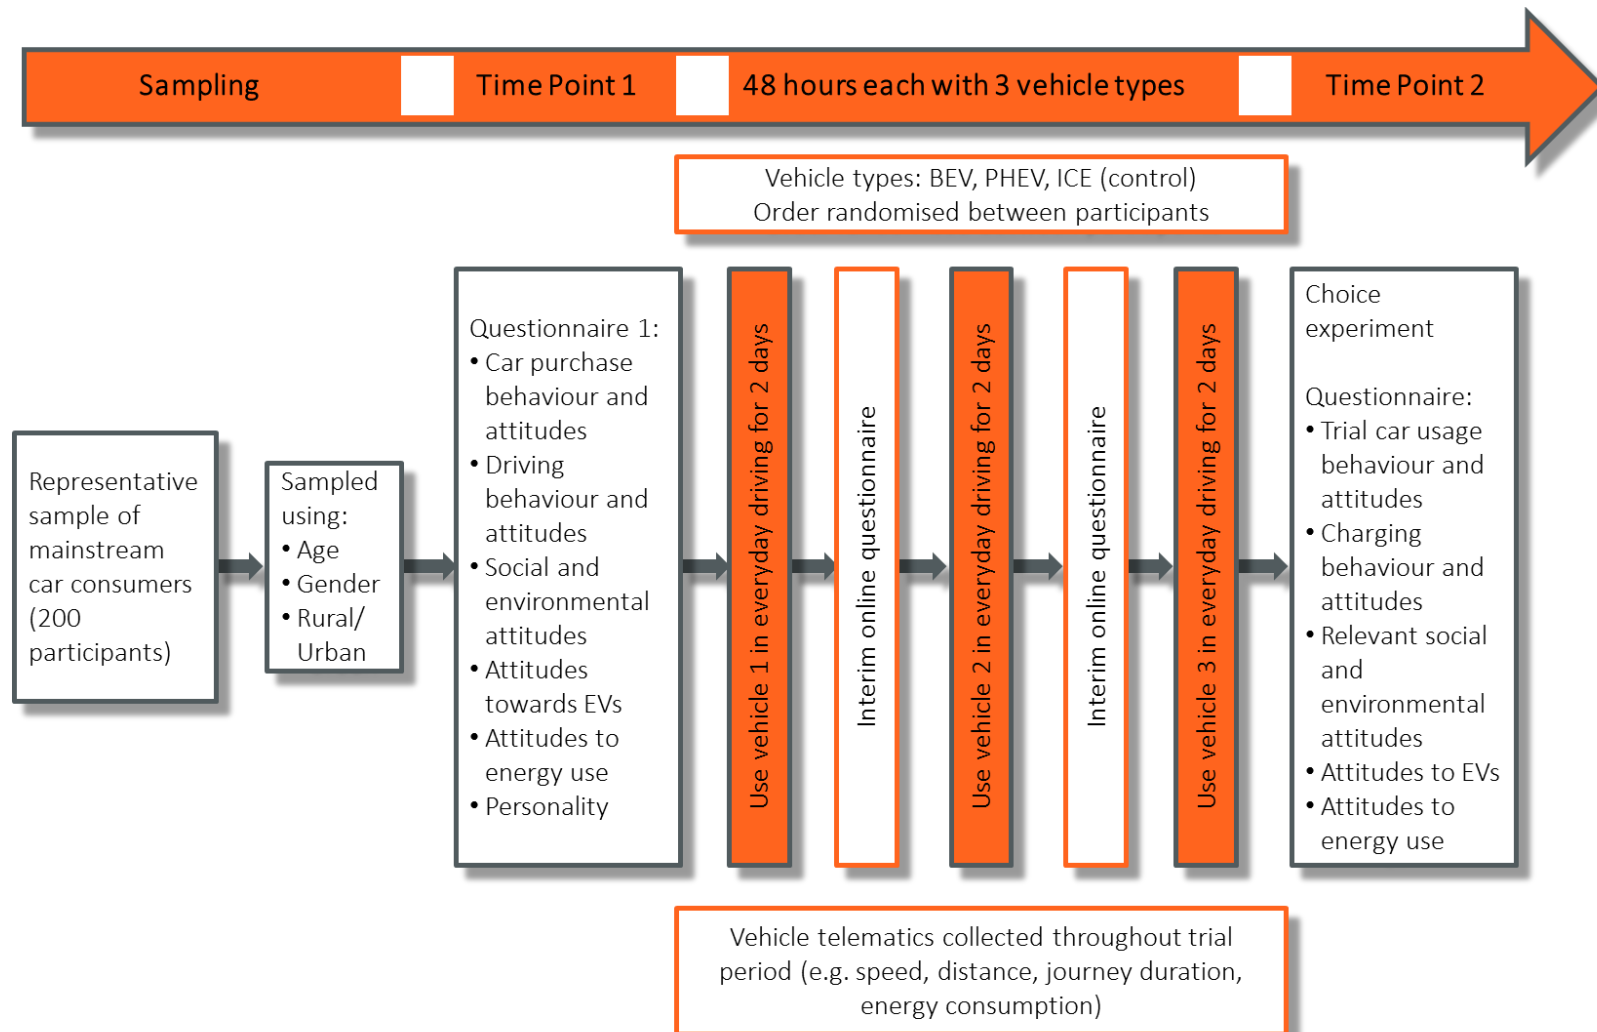 Sampling
Time Point 1
48 hours each with 3 vehicle types
Time Point 2
Vehicle types: BEV, PHEV, ICE (control)
Order randomised between participants
Representative
sample of
mainstream
car consumers
(200
participants)
Sampled
using:
• Age
• Gender
• Rural/
Urban
Questionnaire 1:
• Car purchase
behaviour and
attitudes
• Driving
behaviour and
attitudes
• Social and
environmental
attitudes
• Attitudes
towards EVs
• Attitudes to
energy use
• Personality
Use vehicle 1 in everyday driving for 2 days
Interim online questionnaire
Use vehicle 2 in everyday driving for 2 days
Interim online questionnaire
Use vehicle 3 in everyday driving for 2 days
Choice
experiment
Questionnaire:
• Trial car usage
behaviour and
attitudes
• Charging
behaviour and
attitudes
• Relevant social
and
environmental
attitudes
• Attitudes to EVs
• Attitudes to
energy use
Vehicle telematics collected throughout trial
period (e.g. speed, distance, journey duration,
energy consumption)